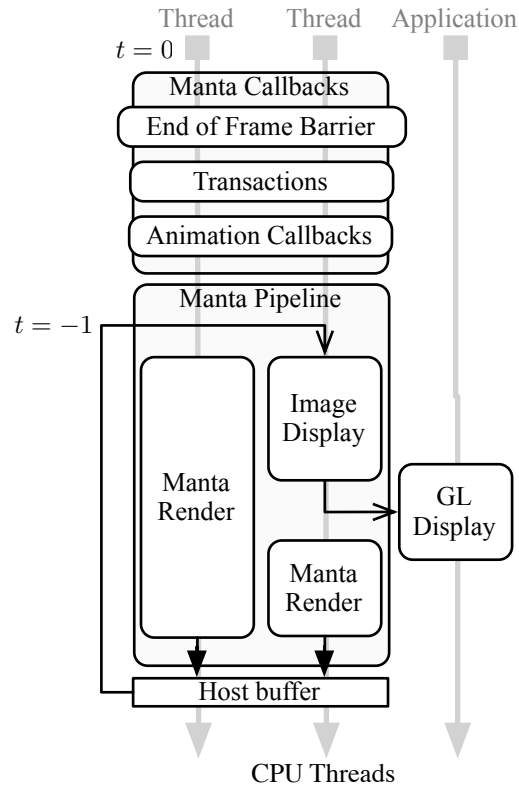 Thread Thread Application
t = 0
Manta Callbacks
End of Frame Barrier
Transactions
Animation Callbacks
Manta Pipeline
t = −1
Image
Display
Manta
Render
GL
Display
Manta
Render
Host buffer
CPU Threads